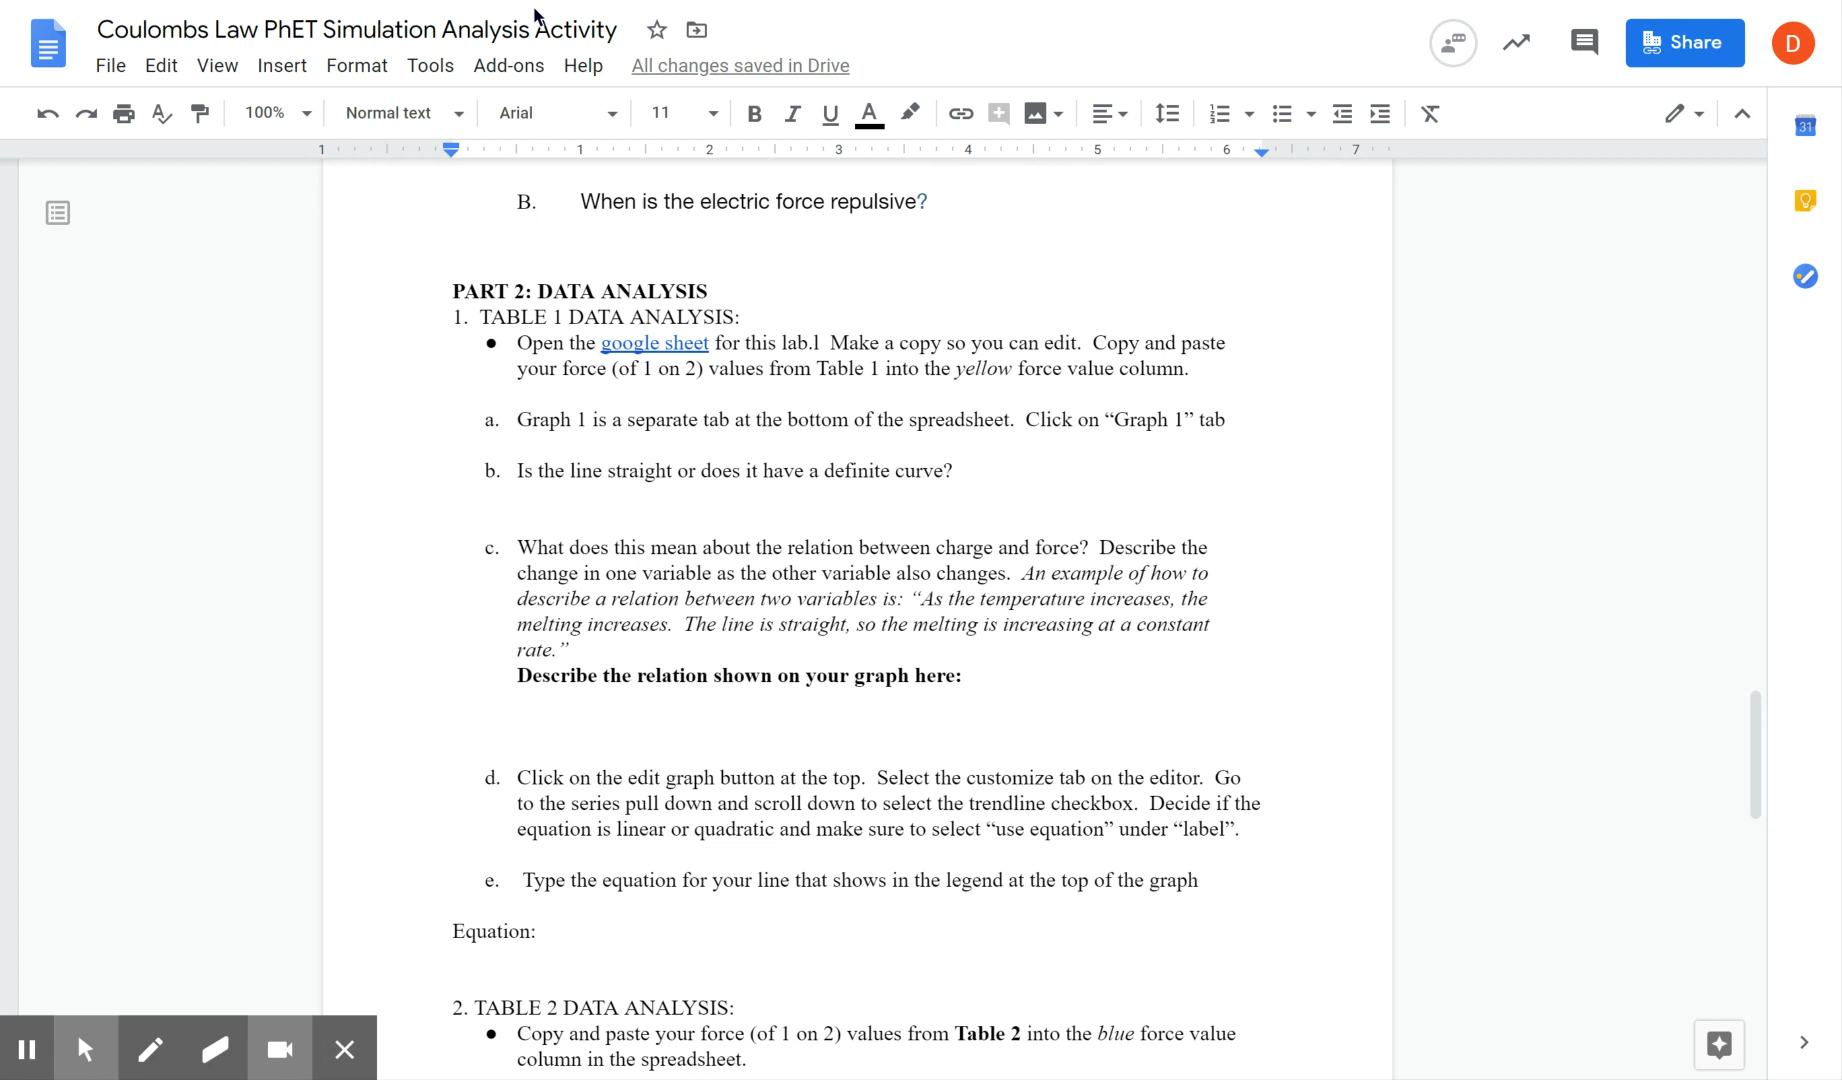 Coulombs Law PhET Simulation Analysis Activity
Share
D
File Edit View Insert Format Tools Add-ons Help All changes saved in Drive
100% Normal text Arial 11 B I U A
31
1 1 2 3 4 5 6 7
B. When is the electric force repulsive?
PART 2: DATA ANALYSIS
1. TABLE 1 DATA ANALYSIS:
● Open the google sheet for this lab.l Make a copy so you can edit. Copy and paste
your force (of 1 on 2) values from Table 1 into the yellow force value column.
a. Graph 1 is a separate tab at the bottom of the spreadsheet. Click on “Graph 1” tab
b. Is the line straight or does it have a definite curve?
c. What does this mean about the relation between charge and force? Describe the
change in one variable as the other variable also changes. An example of how to
describe a relation between two variables is: “As the temperature increases, the
melting increases. The line is straight, so the melting is increasing at a constant
rate.”
Describe the relation shown on your graph here:
d. Click on the edit graph button at the top. Select the customize tab on the editor. Go
to the series pull down and scroll down to select the trendline checkbox. Decide if the
equation is linear or quadratic and make sure to select “use equation” under “label”.
e. Type the equation for your line that shows in the legend at the top of the graph
Equation:
2. TABLE 2 DATA ANALYSIS:
● Copy and paste your force (of 1 on 2) values from Table 2 into the blue force value
column in the spreadsheet.